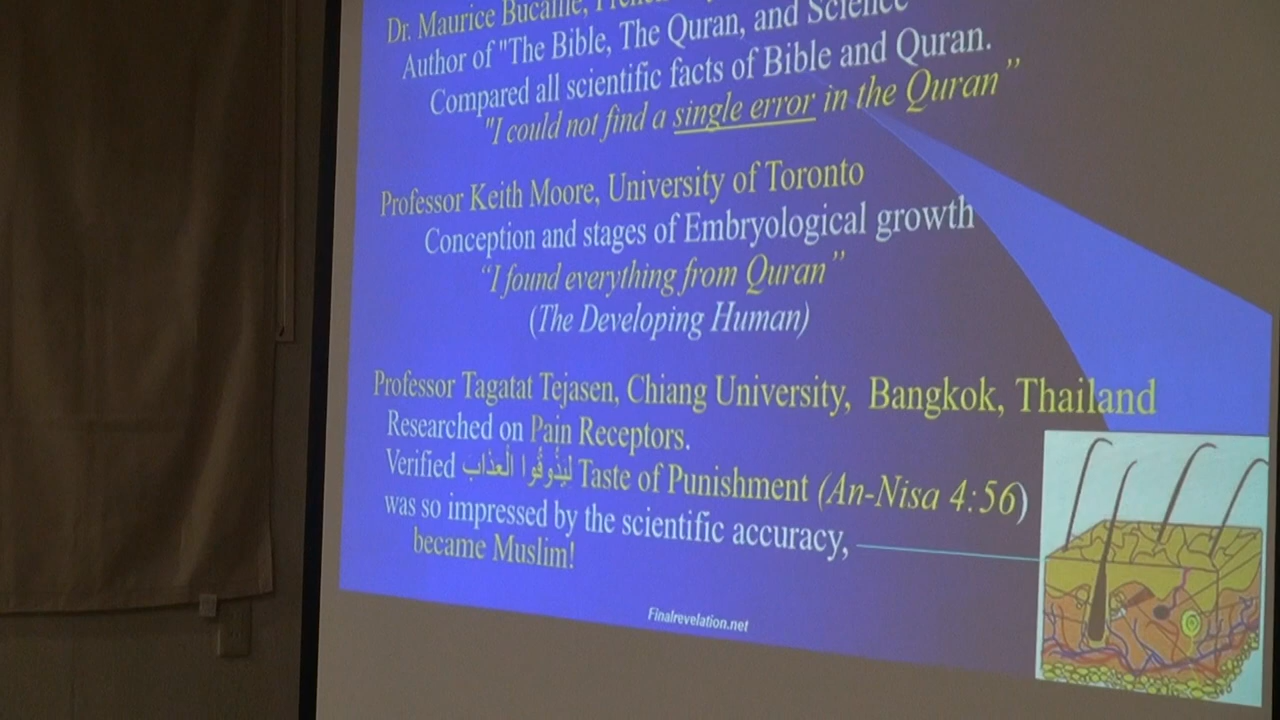 Dr. Maurice Bucaille,
Author of "The Bible, The Quran, and Science
Compared all scientific facts of Bible and Quran.
"I could not find a single error in the Quran”
Professor Keith Moore, University of Toronto
Conception and stages of Embryological growth
“I found everything from Quran”
(The Developing Human)
Professor Tagatat Tejasen, Chiang University, Bangkok, Thailand
Researched on Pain Receptors.
Verified لِيَذُوقُوا الْعَذَابَ Taste of Punishment (An-Nisa 4:56)
was so impressed by the scientific accuracy,
became Muslim!
Finalrevelation.net